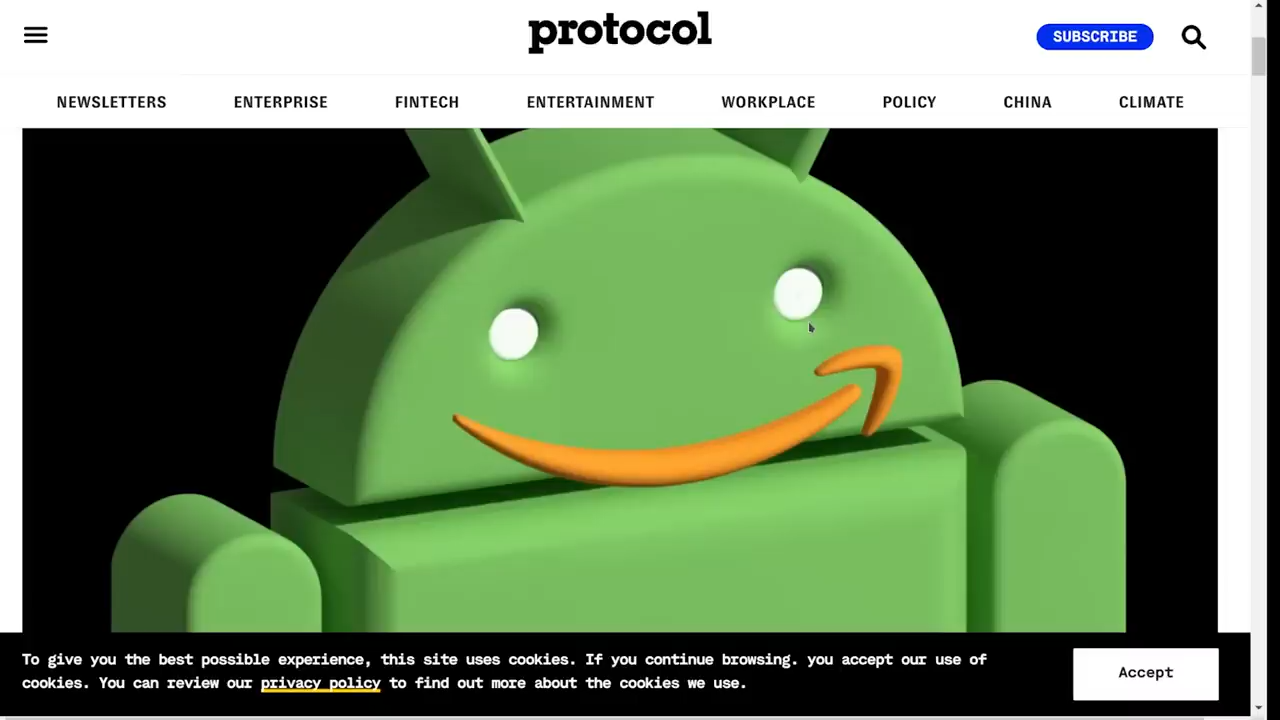 protocol
SUBSCRIBE
NEWSLETTERS ENTERPRISE FINTECH ENTERTAINMENT WORKPLACE POLICY CHINA CLIMATE
To give you the best possible experience, this site uses cookies. If you continue browsing. you accept our use of
cookies. You can review our privacy policy to find out more about the cookies we use.
Accept